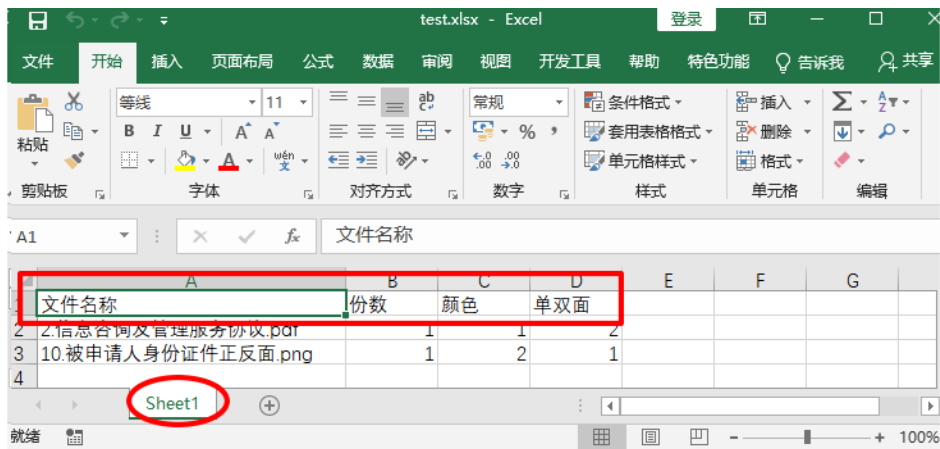 test.xlsx - Excel 登录
文件 开始 插入 页面布局 公式 数据 审阅 视图 开发工具 帮助 特色功能 告诉我 共享
等线 11 ab 常规 条件格式 插入 Σ A Z
粘贴 B I U A A % , 套用表格格式 删除
A wén 文 .00 .0 单元格样式 格式
剪贴板 字体 对齐方式 数字 样式 单元格 编辑
A1 fx 文件名称
A B C D E F G
1 文件名称 份数 颜色 单双面
2 2.信息咨询及管理服务协议.pdf 1 1 2
3 10.被申请人身份证件正反面.png 1 2 1
4
Sheet1
就绪 100%